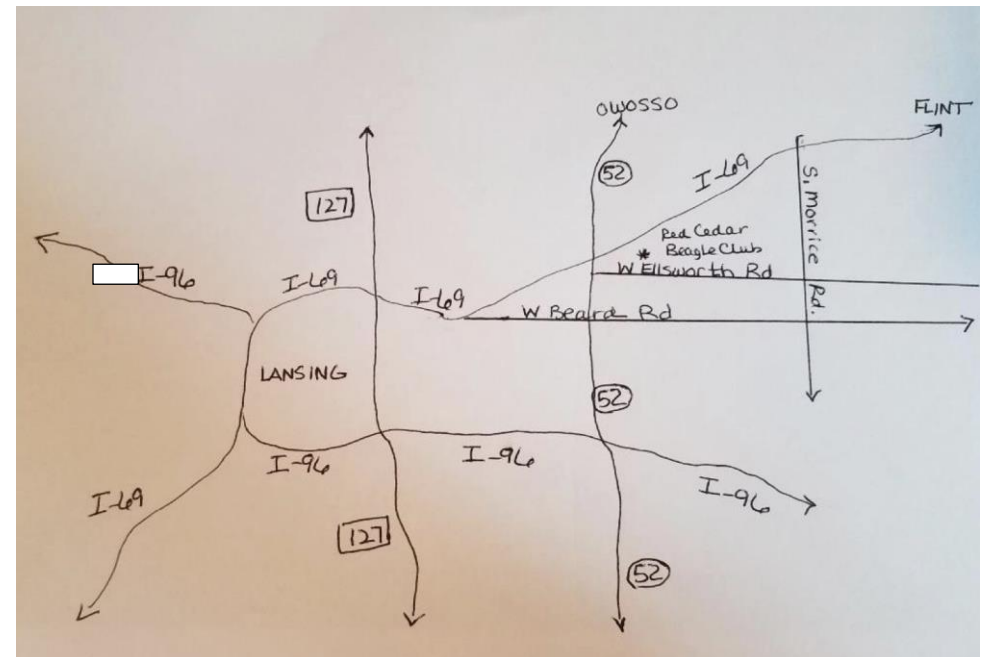 OWOSSO
FLINT
52
I-69
127
S. Morrice Rd.
Red Cedar
Beagle Club
*
I-96
I-69
I-69
W Ellsworth Rd
W Beard Rd
LANSING
52
I-96
I-96
I-96
I-69
127
52